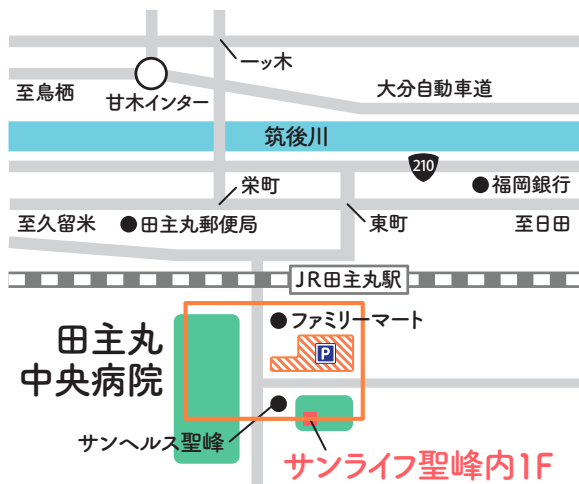 一ッ木
至鳥栖
甘木インター
大分自動車道
筑後川
210
福岡銀行
栄町
至久留米
田主丸郵便局
東町
至日田
JR田主丸駅
ファミリーマート
P
田主丸
中央病院
サンヘルス聖峰
サンライフ聖峰内1F